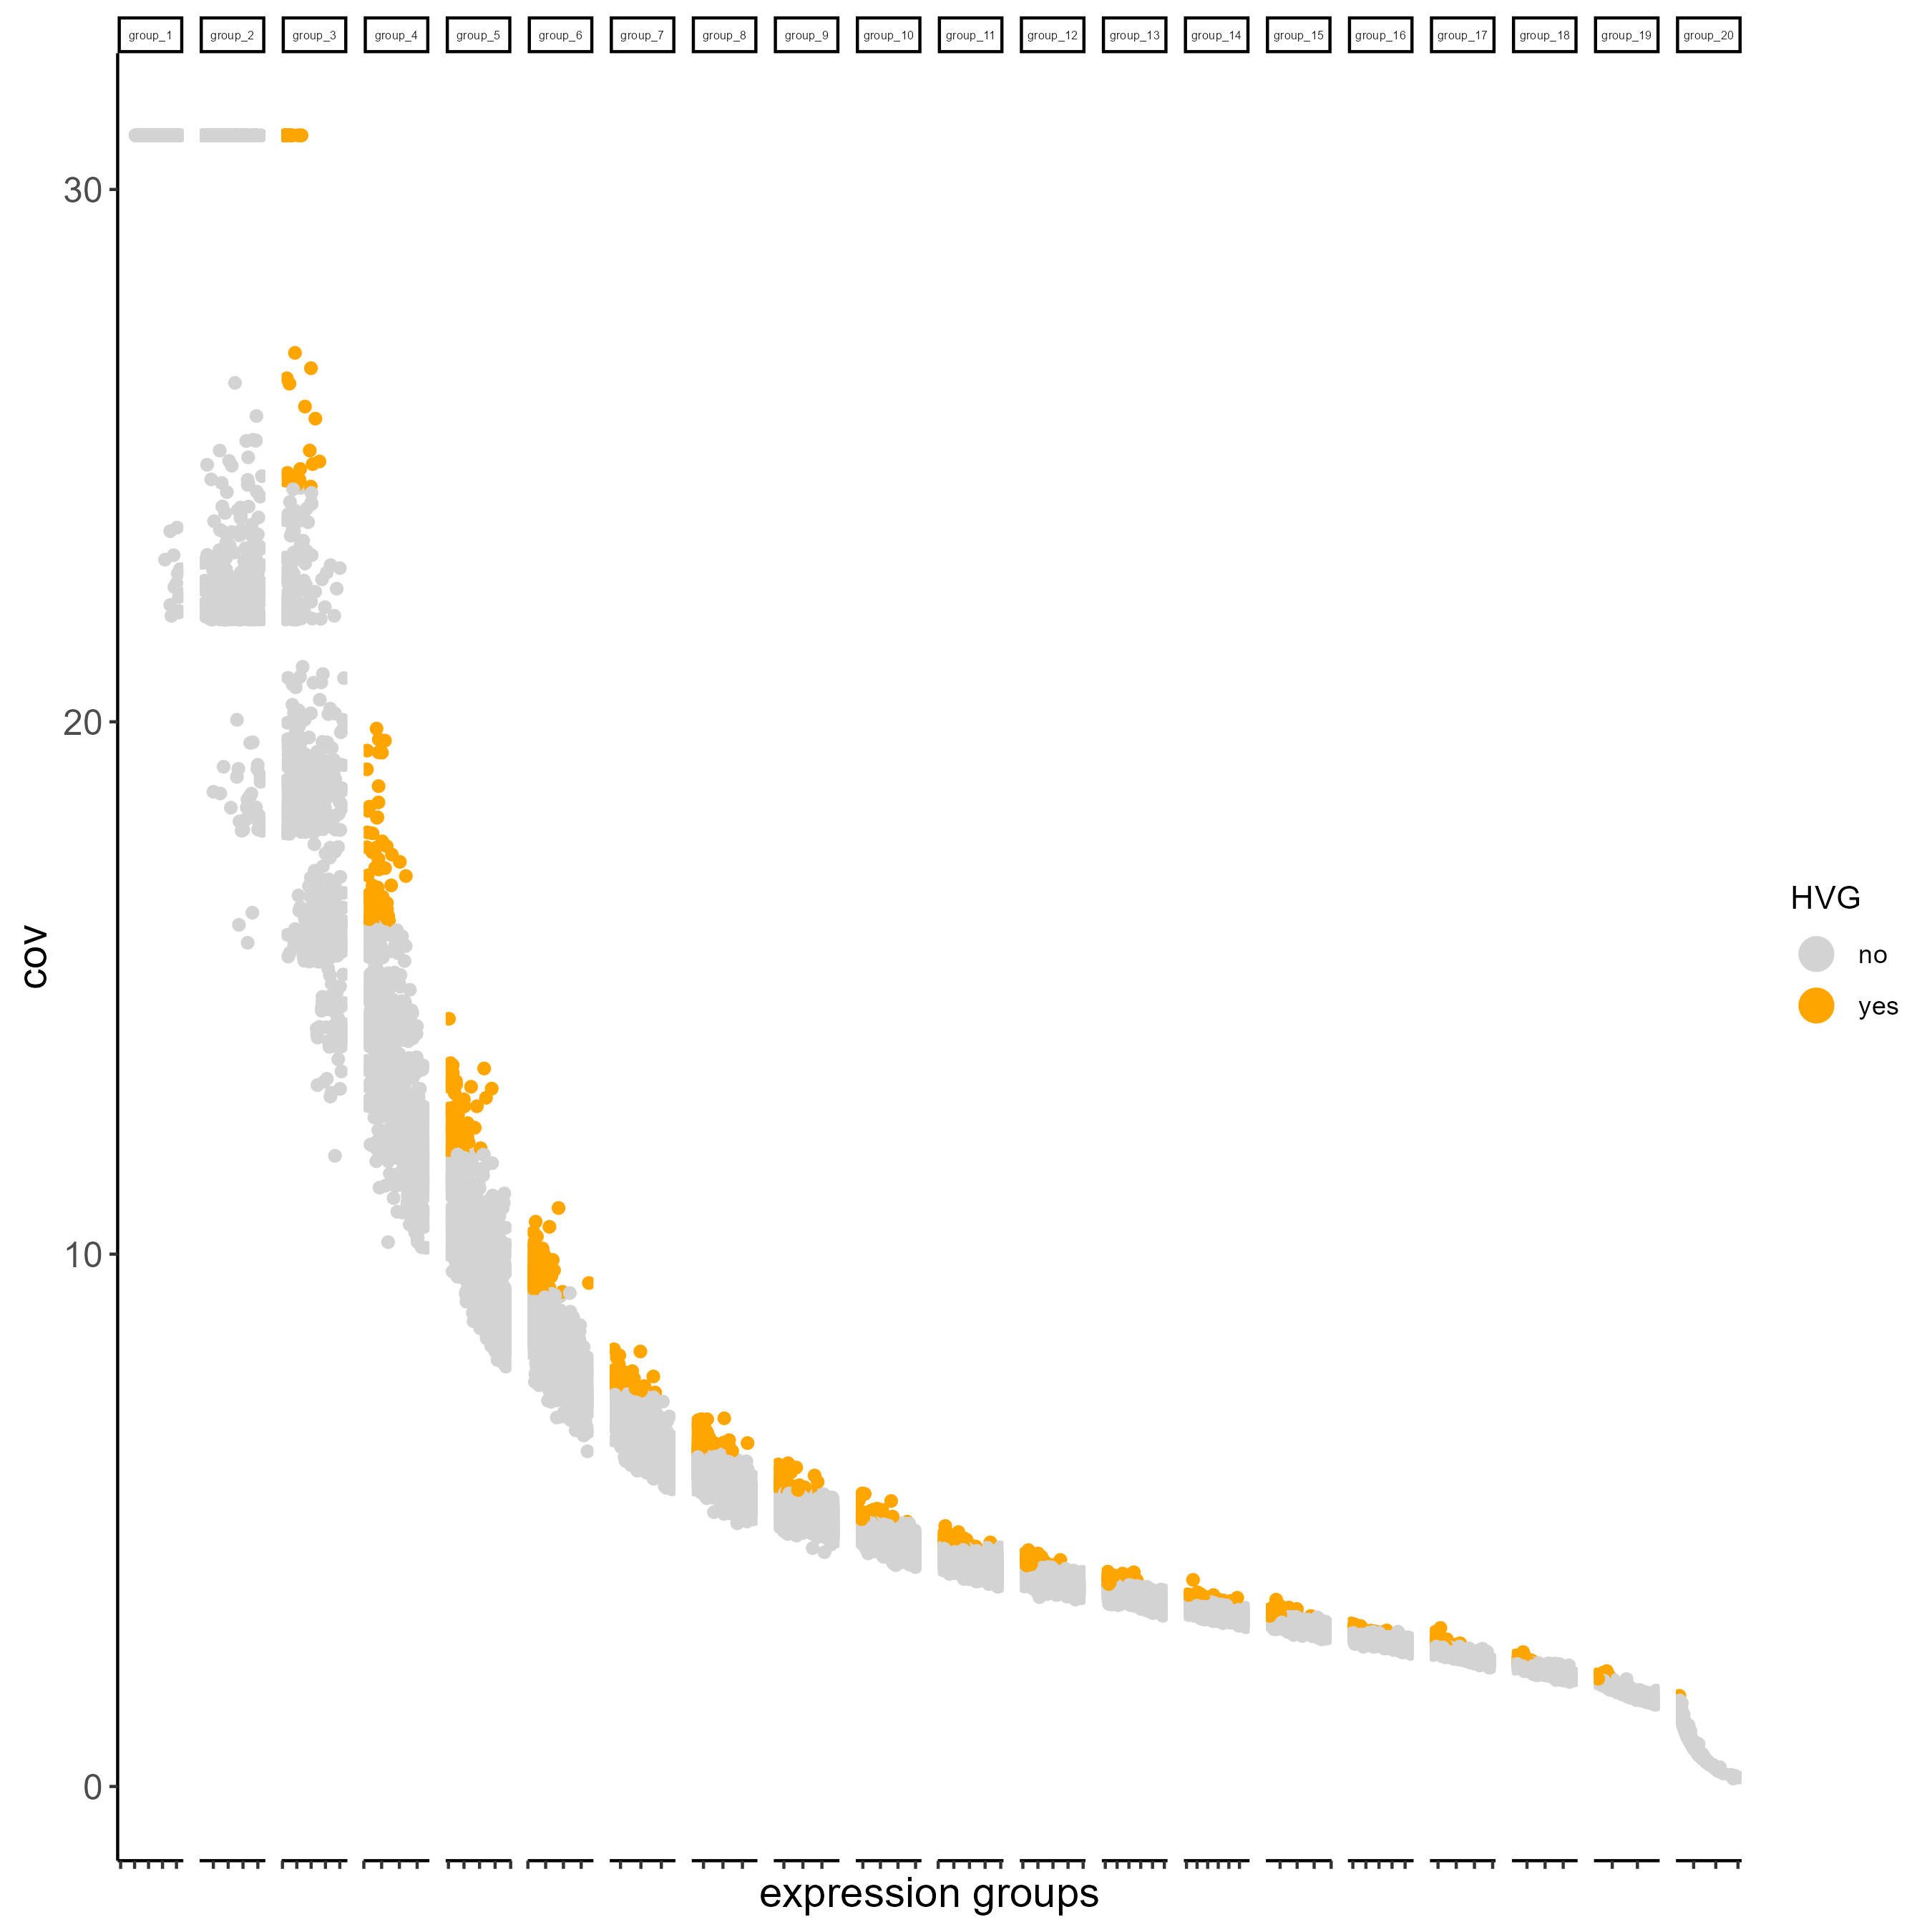 group_1 group_2 group_3 group_4 group_5 group_6 group_7 group_8 group_9 group_10 group_11 group_12 group_13 group_14 group_15 group_16 group_17 group_18 group_19 group_20
30
20
10
0
cov
expression groups
HVG
no
yes